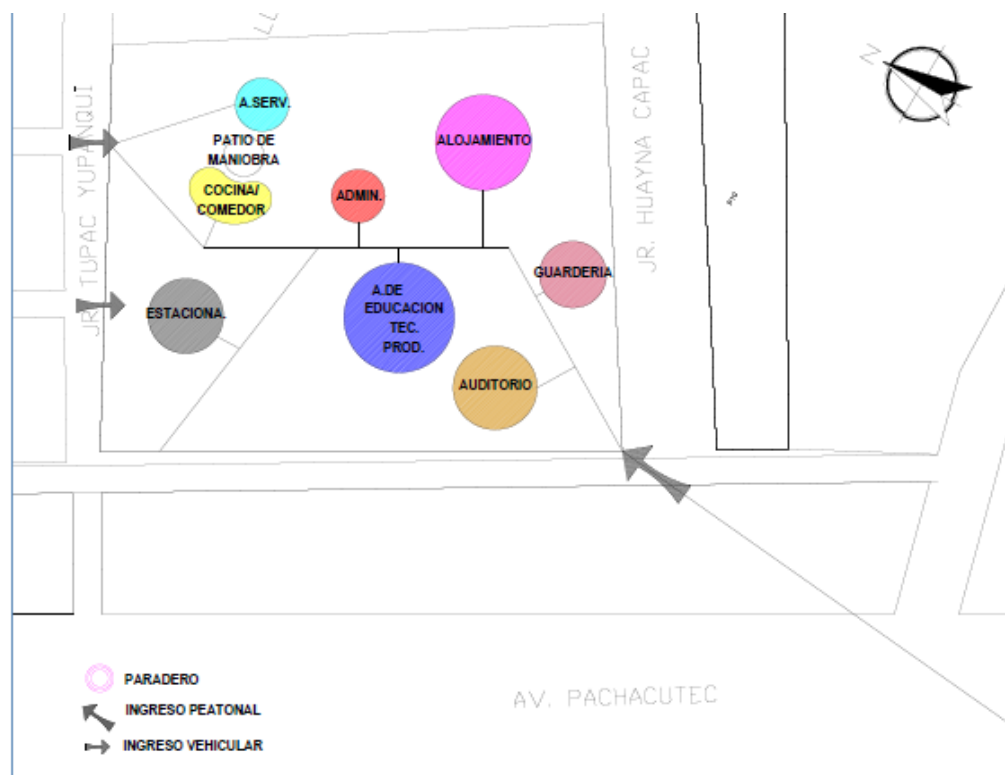 A.SERV.
PATIO DE
MANIOBRA
ALOJAMIENTO
COCINA/
COMEDOR
ADMIN.
JR. TUPAC YUPANQUI
JR. HUAYNA CAPAC
N
GUARDERIA
ESTACIONA.
A.DE
EDUCACION
TEC.
PROD.
AUDITORIO
PARADERO
INGRESO PEATONAL
INGRESO VEHICULAR
AV. PACHACUTEC